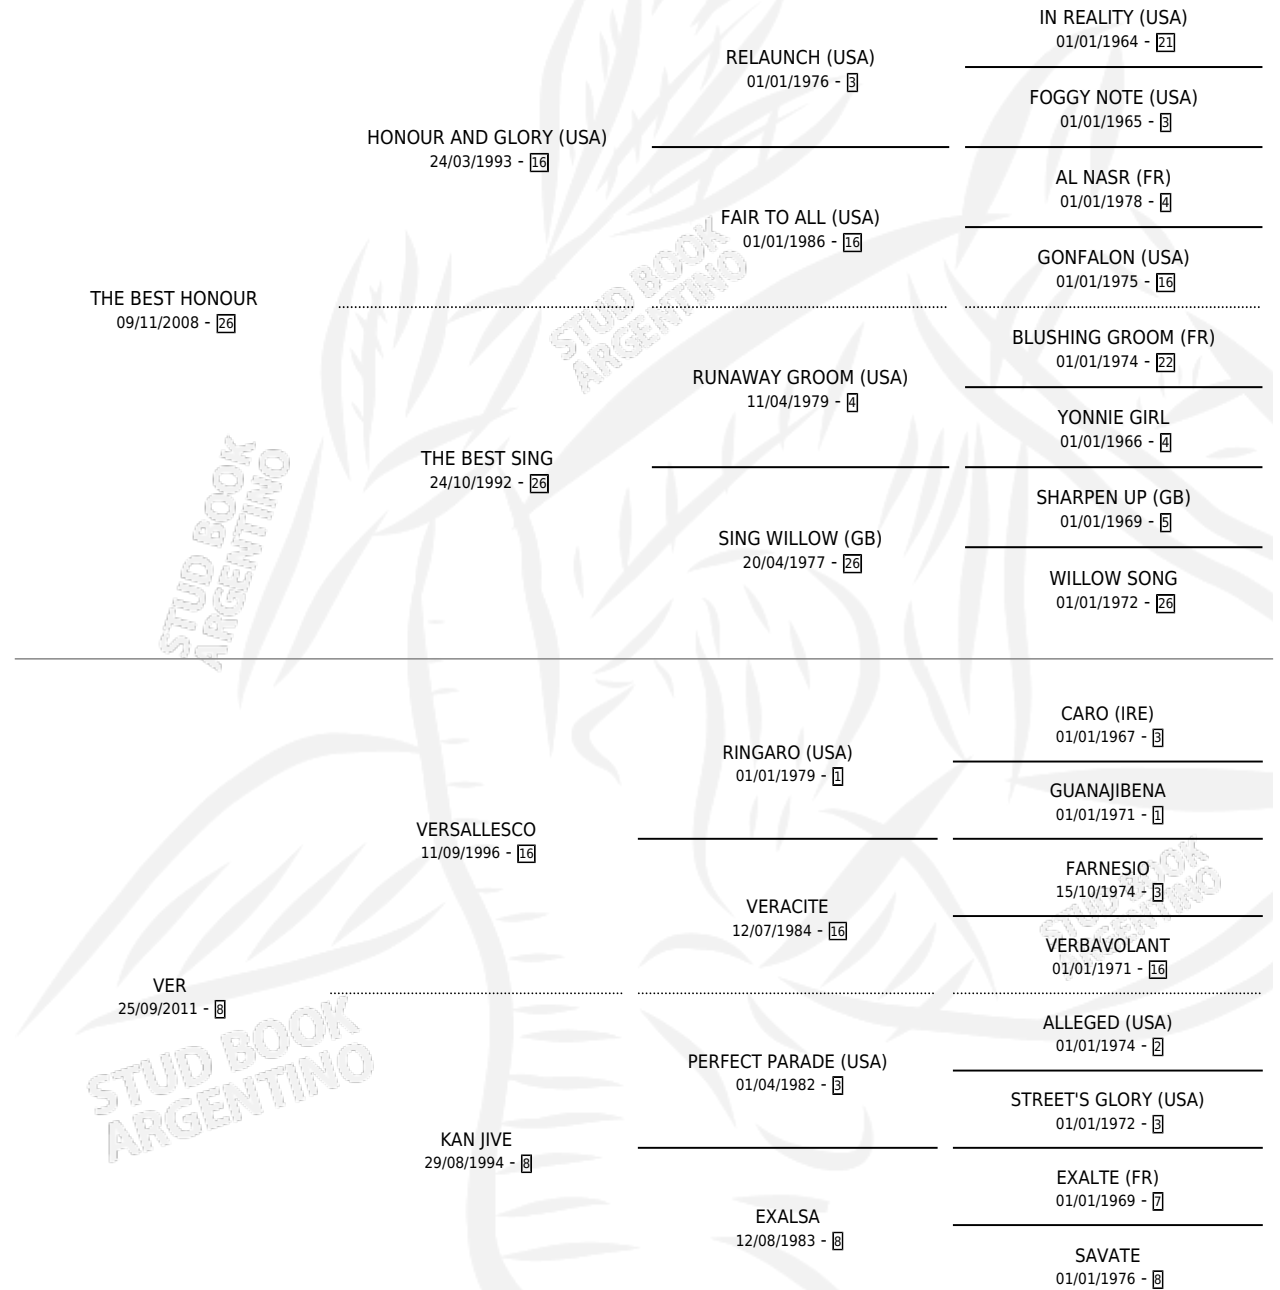 IN REALITY (USA)
01/01/1964 - 21
RELAUNCH (USA)
01/01/1976 - 3
FOGGY NOTE (USA)
01/01/1965 - 3
HONOUR AND GLORY (USA)
24/03/1993 - 16
AL NASR (FR)
01/01/1978 - 4
FAIR TO ALL (USA)
01/01/1986 - 16
GONFALON (USA)
01/01/1975 - 16
THE BEST HONOUR
09/11/2008 - 26
STUD BOOK
ARGENTINO
BLUSHING GROOM (FR)
01/01/1974 - 22
RUNAWAY GROOM (USA)
11/04/1979 - 4
YONNIE GIRL
01/01/1966 - 4
THE BEST SING
24/10/1992 - 26
SHARPEN UP (GB)
01/01/1969 - 5
SING WILLOW (GB)
20/04/1977 - 26
WILLOW SONG
01/01/1972 - 26
STUD BOOK
ARGENTINO
CARO (IRE)
01/01/1967 - 3
RINGARO (USA)
01/01/1979 - 1
GUANAJIBENA
01/01/1971 - 1
VERSALLESCO
11/09/1996 - 16
FARNESIO
15/10/1974 - 3
VERACITE
12/07/1984 - 16
STUD BOOK
ARGENTINO
VERBAVOLANT
01/01/1971 - 16
VER
25/09/2011 - 8
ALLEGED (USA)
01/01/1974 - 2
PERFECT PARADE (USA)
01/04/1982 - 3
STREET'S GLORY (USA)
01/01/1972 - 3
STUD BOOK
ARGENTINO
KAN JIVE
29/08/1994 - 8
EXALTE (FR)
01/01/1969 - 7
EXALSA
12/08/1983 - 8
SAVATE
01/01/1976 - 8